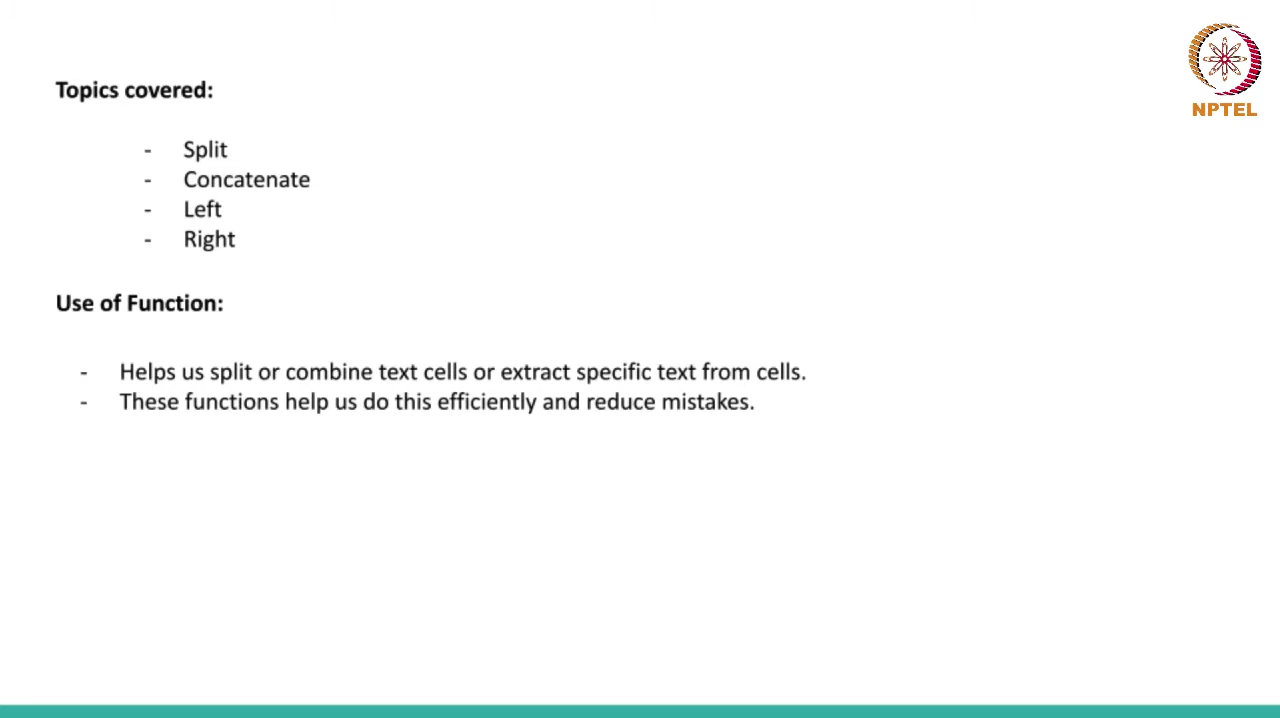 NPTEL
Topics covered:
- Split
- Concatenate
- Left
- Right
Use of Function:
- Helps us split or combine text cells or extract specific text from cells.
- These functions help us do this efficiently and reduce mistakes.